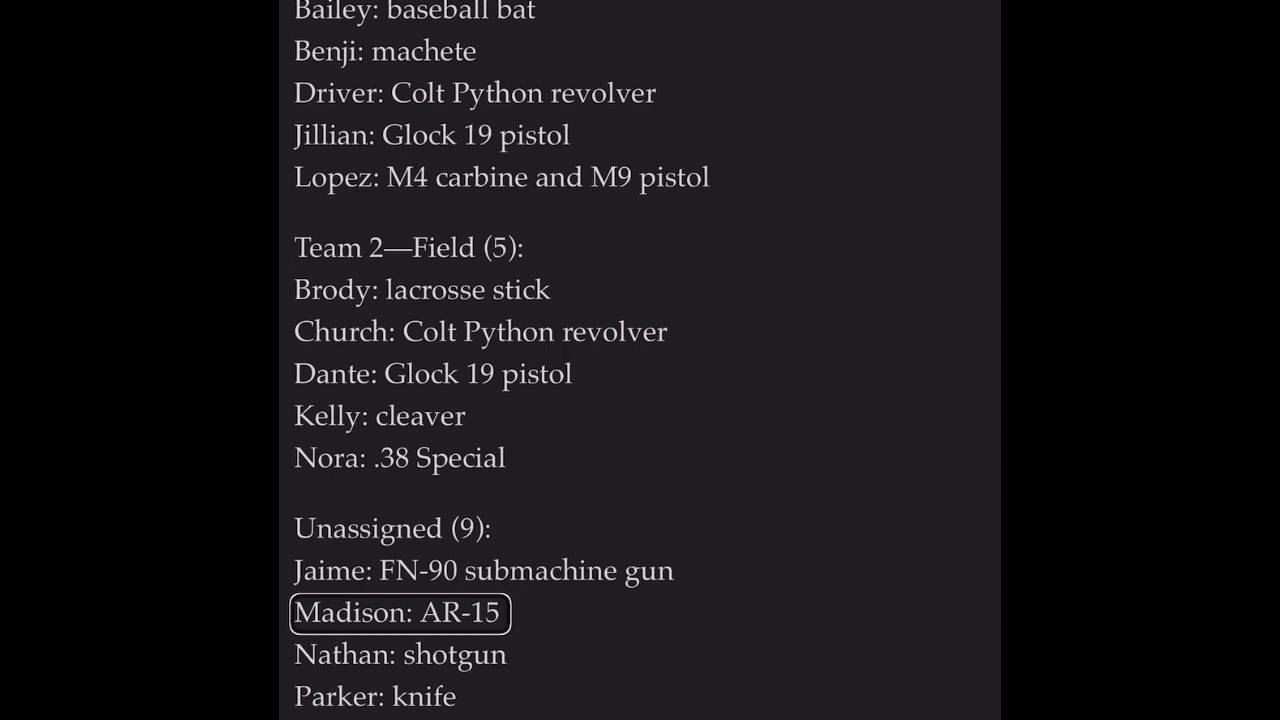 Bailey: baseball bat
Benji: machete
Driver: Colt Python revolver
Jillian: Glock 19 pistol
Lopez: M4 carbine and M9 pistol
Team 2—Field (5):
Brody: lacrosse stick
Church: Colt Python revolver
Dante: Glock 19 pistol
Kelly: cleaver
Nora: .38 Special
Unassigned (9):
Jaime: FN-90 submachine gun
Madison: AR-15
Nathan: shotgun
Parker: knife